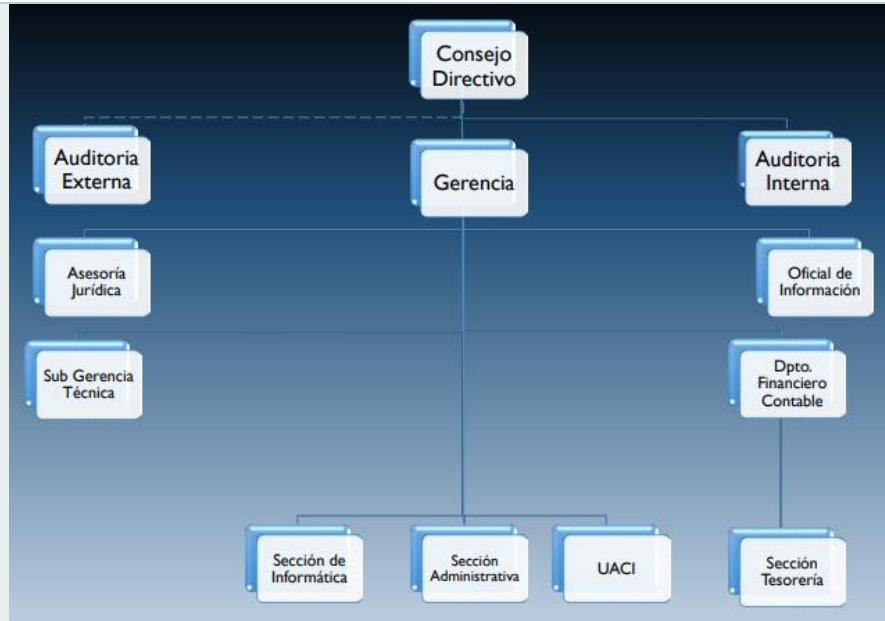 Consejo
Directivo
Auditoria
Externa
Gerencia
Auditoria
Interna
Asesoría
Jurídica
Oficial de
Información
Sub Gerencia
Técnica
Dpto.
Financiero
Contable
Sección de
Informática
Sección
Administrativa
UACI
Sección
Tesorería